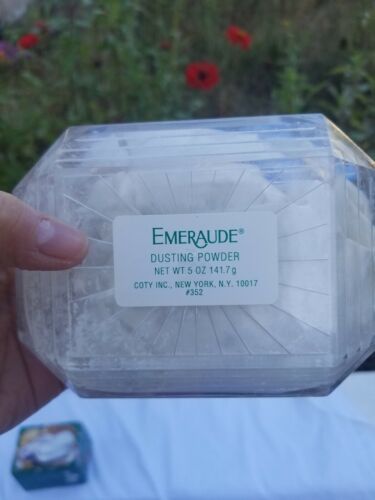 EMERAUDE®
DUSTING POWDER
NET WT 5 OZ 141.7g
COTY INC., NEW YORK, N.Y. 10017
#352